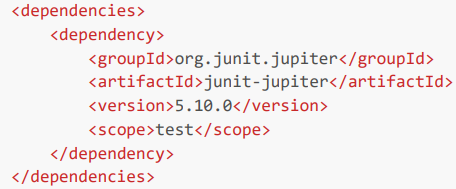 <dependencies>
    <dependency>
        <groupId>org.junit.jupiter</groupId>
        <artifactId>junit-jupiter</artifactId>
        <version>5.10.0</version>
        <scope>test</scope>
    </dependency>
</dependencies>